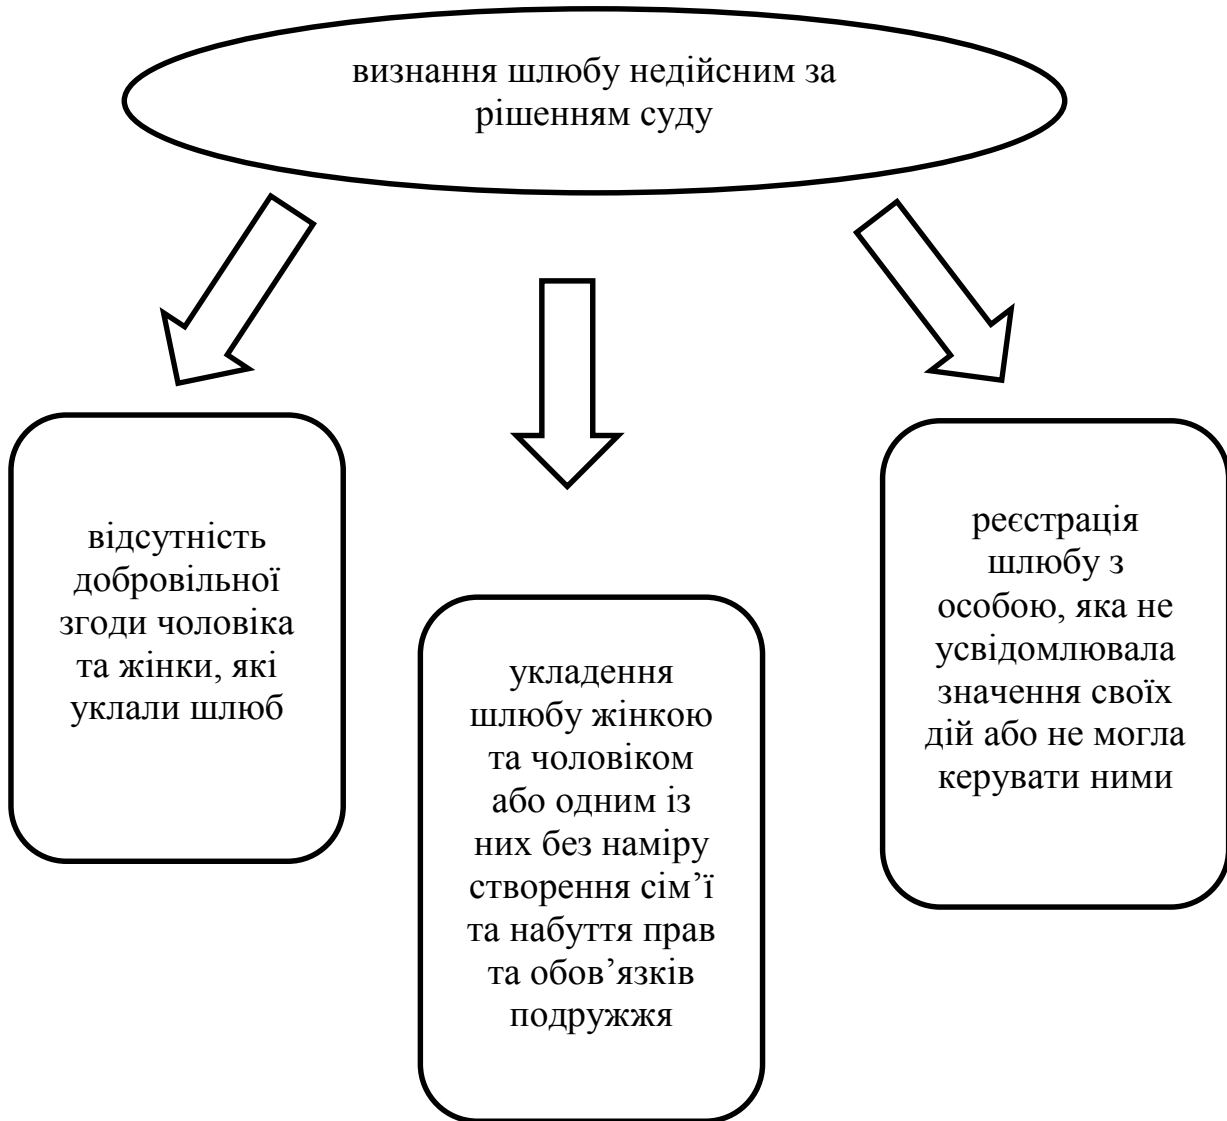 визнання шлюбу недійсним за
рішенням суду
відсутність
добровільної
згоди чоловіка
та жінки, які
уклали шлюб
укладення
шлюбу жінкою
та чоловіком
або одним із
них без наміру
створення сім’ї
та набуття прав
та обов’язків
подружжя
реєстрація
шлюбу з
особою, яка не
усвідомлювала
значення своїх
дій або не могла
керувати ними